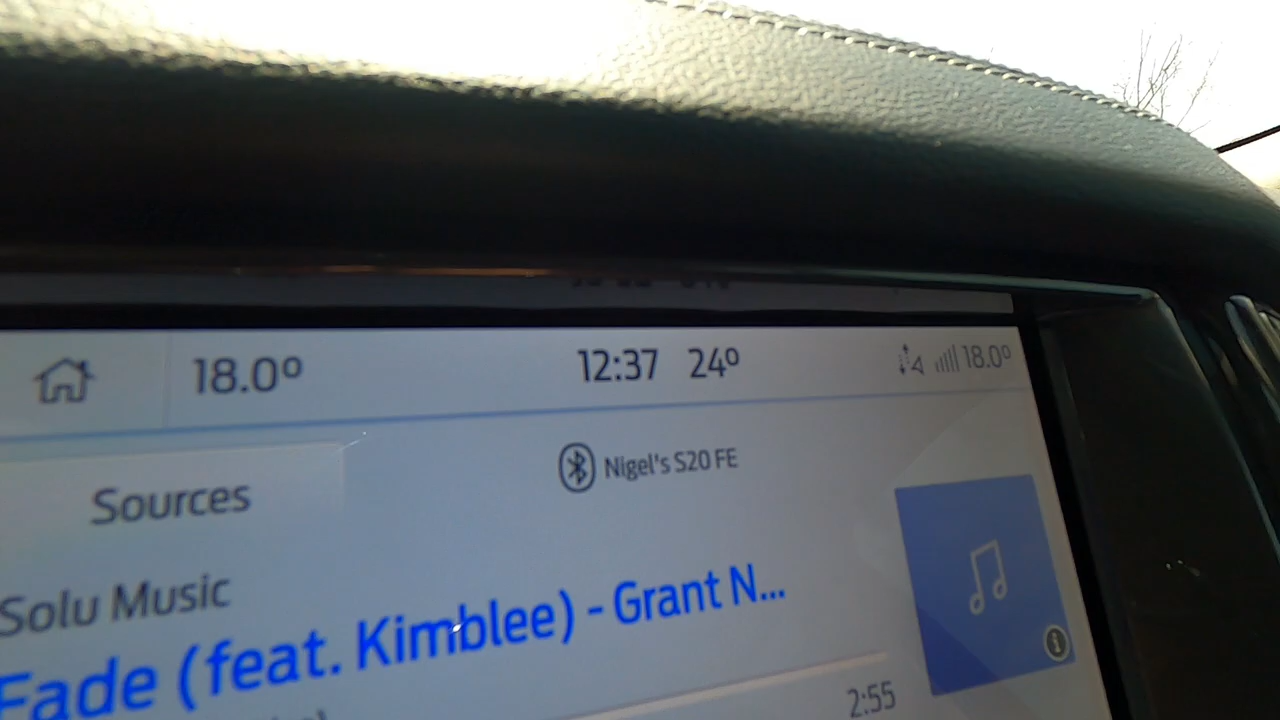 18.0° 12:37 24° 18.0°
Nigel's S20 FE
Sources
Solu Music
Fade (feat. Kimblee) - Grant N...
2:55